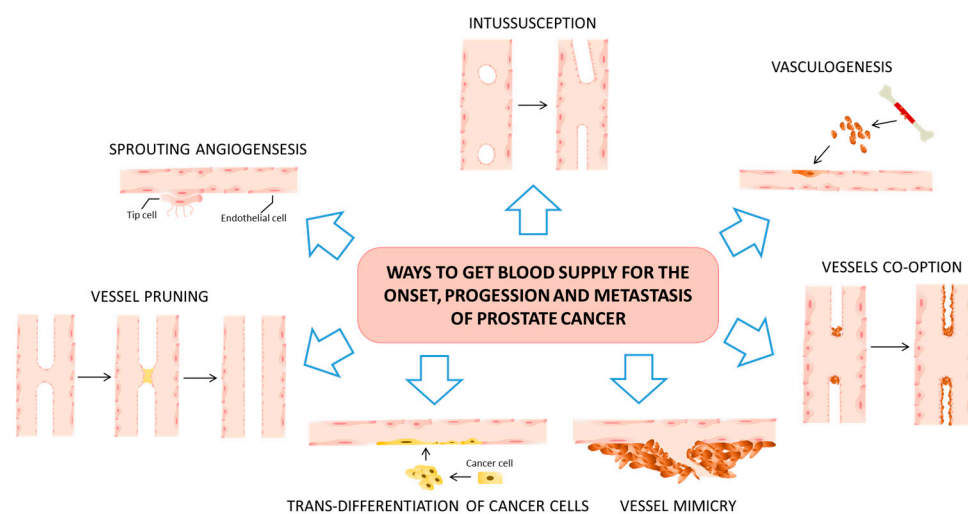 INTUSSUSCEPTION
VASCULOGENESIS
SPROUTING ANGIOGENSESIS
Tip cell
Endothelial cell
WAYS TO GET BLOOD SUPPLY FOR THE
ONSET, PROGESSION AND METASTASIS
OF PROSTATE CANCER
VESSELS CO-OPTION
VESSEL PRUNING
Cancer cell
TRANS-DIFFERENTIATION OF CANCER CELLS
VESSEL MIMICRY